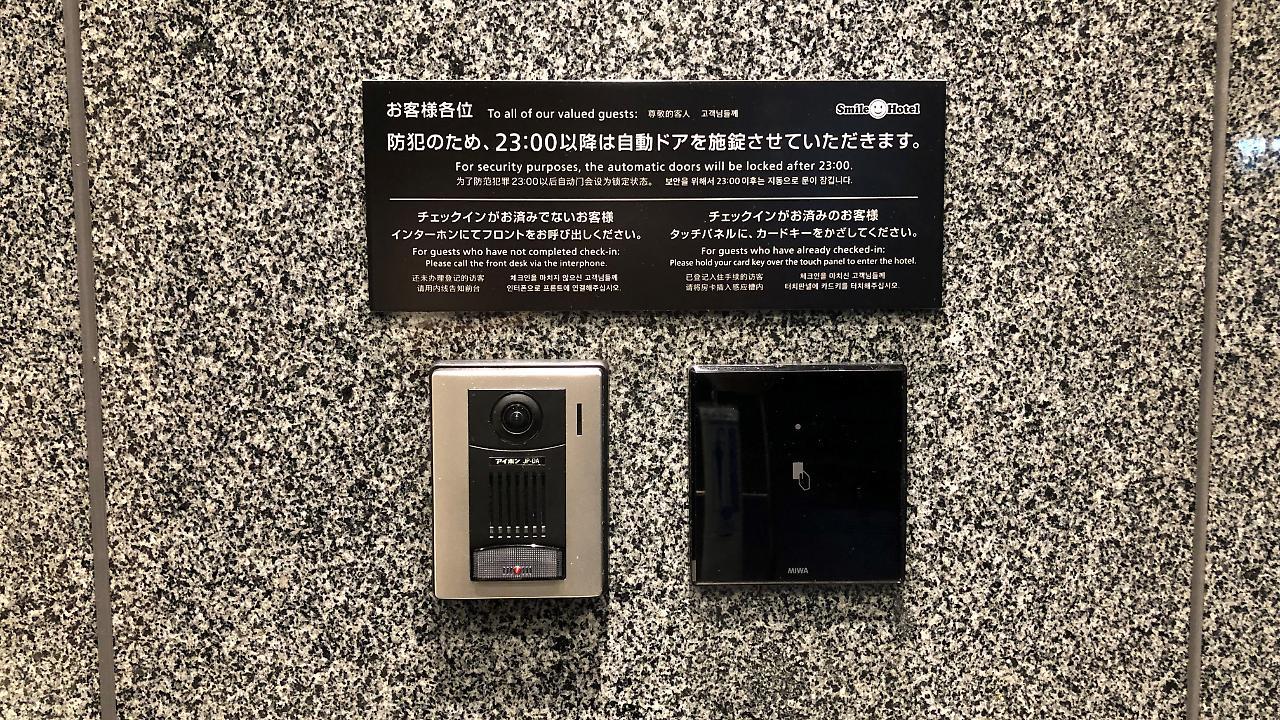 お客様各位 To all of our valued guests: 尊敬的客人 고객님들께
Smile Hotel
防犯のため、23:00以降は自動ドアを施錠させていただきます。
For security purposes, the automatic doors will be locked after 23:00.
为了防范犯罪 23:00以后自动门会设为锁定状态。 보안을 위해서 23:00 이후는 자동으로 문이 잠깁니다.
チェックインがお済みでないお客様
インターホンにてフロントをお呼び出しください。
For guests who have not completed check-in:
Please call the front desk via the interphone.
还未办理登记的访客
请用内线告知前台
체크인을 마치지 않으신 고객님들께
인터폰으로 프론트에 연결해주십시오.
チェックインがお済みのお客様
タッチパネルに、カードキーをかざしてください。
For guests who have already checked-in:
Please hold your card key over the touch panel to enter the hotel.
已登记入住手续的访客
请将房卡插入感应槽内
체크인을 마치신 고객님들께
터치판넬에 카드키를 터치해주십시오.
アイホン JF-DA
MIWA